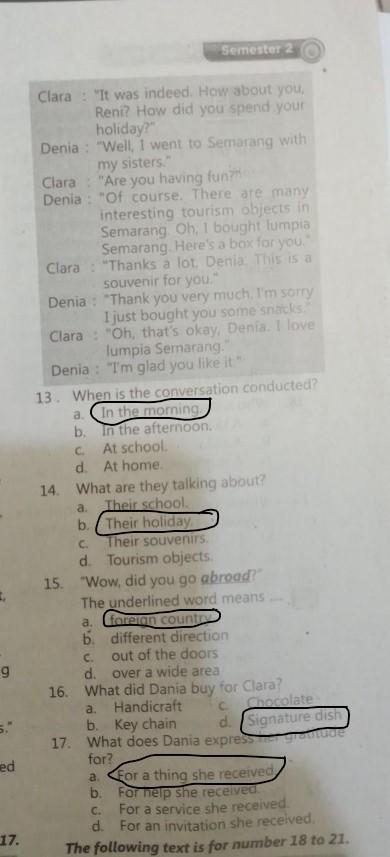 Semester 2
Clara : "It was indeed. How about you,
Reni? How did you spend your
holiday?"
Denia : "Well, I went to Semarang with
my sisters."
Clara : "Are you having fun?"
Denia : "Of course. There are many
interesting tourism objects in
Semarang. Oh, I bought lumpia
Semarang. Here's a box for you."
Clara : "Thanks a lot, Denia. This is a
souvenir for you."
Denia : "Thank you very much. I'm sorry
I just bought you some snacks."
Clara : "Oh, that's okay, Denia. I love
lumpia Semarang."
Denia : "I'm glad you like it."
13. When is the conversation conducted?
a. In the morning.
b. In the afternoon.
c. At school.
d. At home.
14. What are they talking about?
a. Their school.
b. Their holiday.
c. Their souvenirs.
d. Tourism objects.
15. "Wow, did you go abroad?"
The underlined word means ....
a. foreign country
b. different direction
c. out of the doors
d. over a wide area
16. What did Dania buy for Clara?
a. Handicraft c. Chocolate
b. Key chain d. Signature dish
17. What does Dania express her gratitude
for?
a. For a thing she received.
b. For help she received.
c. For a service she received.
d. For an invitation she received.
The following text is for number 18 to 21.
g
s."
ed
17.